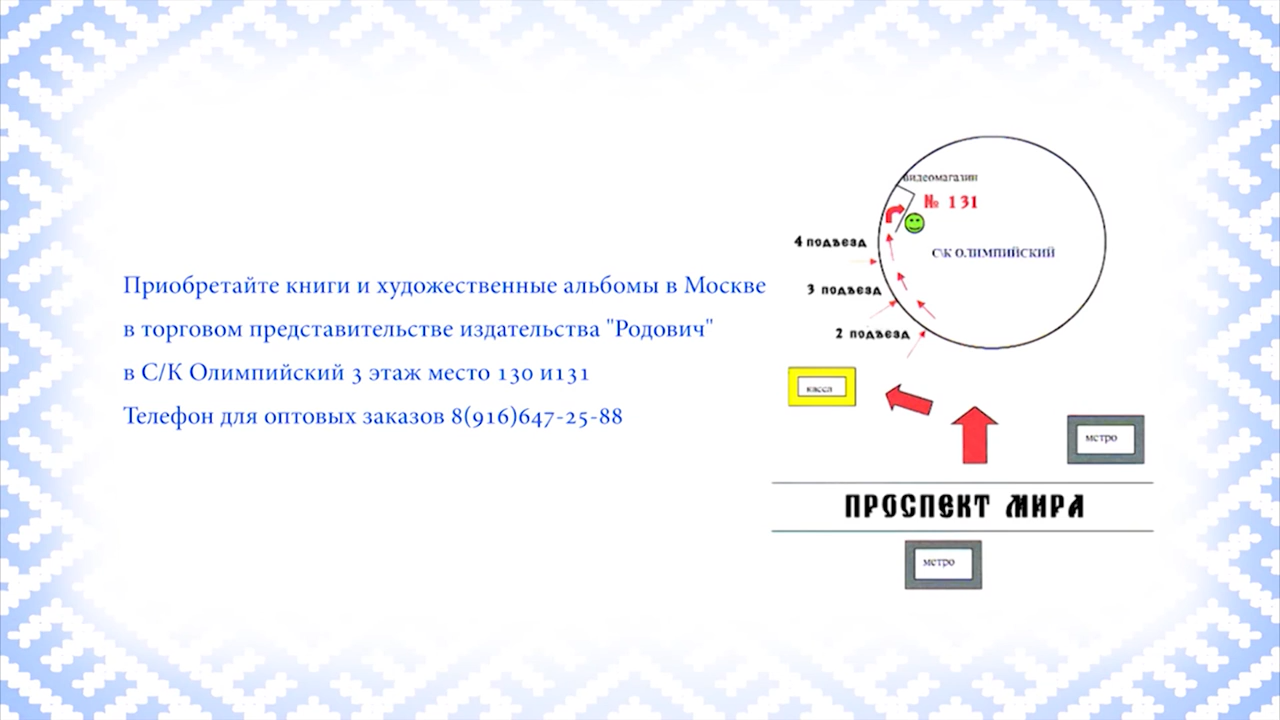 Приобретайте книги и художественные альбомы в Москве
в торговом представительстве издательства "Родович"
в С/К Олимпийский 3 этаж место 130 и131
Телефон для оптовых заказов 8(916)647-25-88
видеомагазин
№ 131
4 подъезд
С\К ОЛИМПИЙСКИЙ
3 подъезд
2 подъезд
касса
метро
ПРОСПЕКТ МИРА
метро